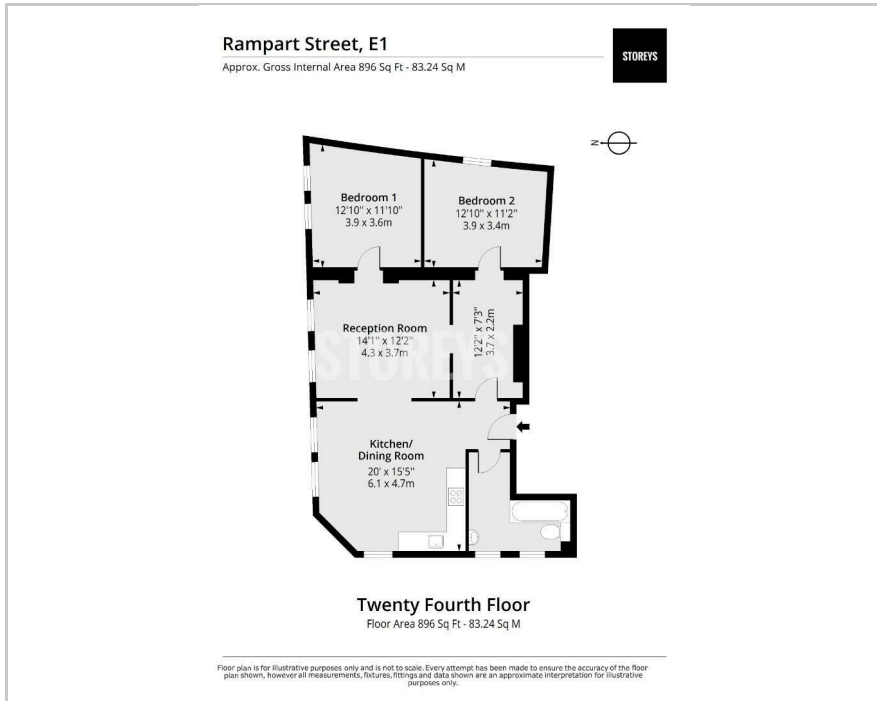 Rampart Street, E1
Approx. Gross Internal Area 896 Sq Ft - 83.24 Sq M
STOREYS
N
Bedroom 1
12'10" x 11'10"
3.9 x 3.6m
Bedroom 2
12'10" x 11'2"
3.9 x 3.4m
Reception Room
14'1" x 12'2"
4.3 x 3.7m
12'2" x 7'3"
3.7 x 2.2m
STOREYS
Kitchen/
Dining Room
20' x 15'5"
6.1 x 4.7m
Twenty Fourth Floor
Floor Area 896 Sq Ft - 83.24 Sq M
Floor plan is for illustrative purposes only and is not to scale. Every attempt has been made to ensure the accuracy of the floor
plan shown, however all measurements, fixtures, fittings and data shown are an approximate interpretation for illustrative
purposes only.